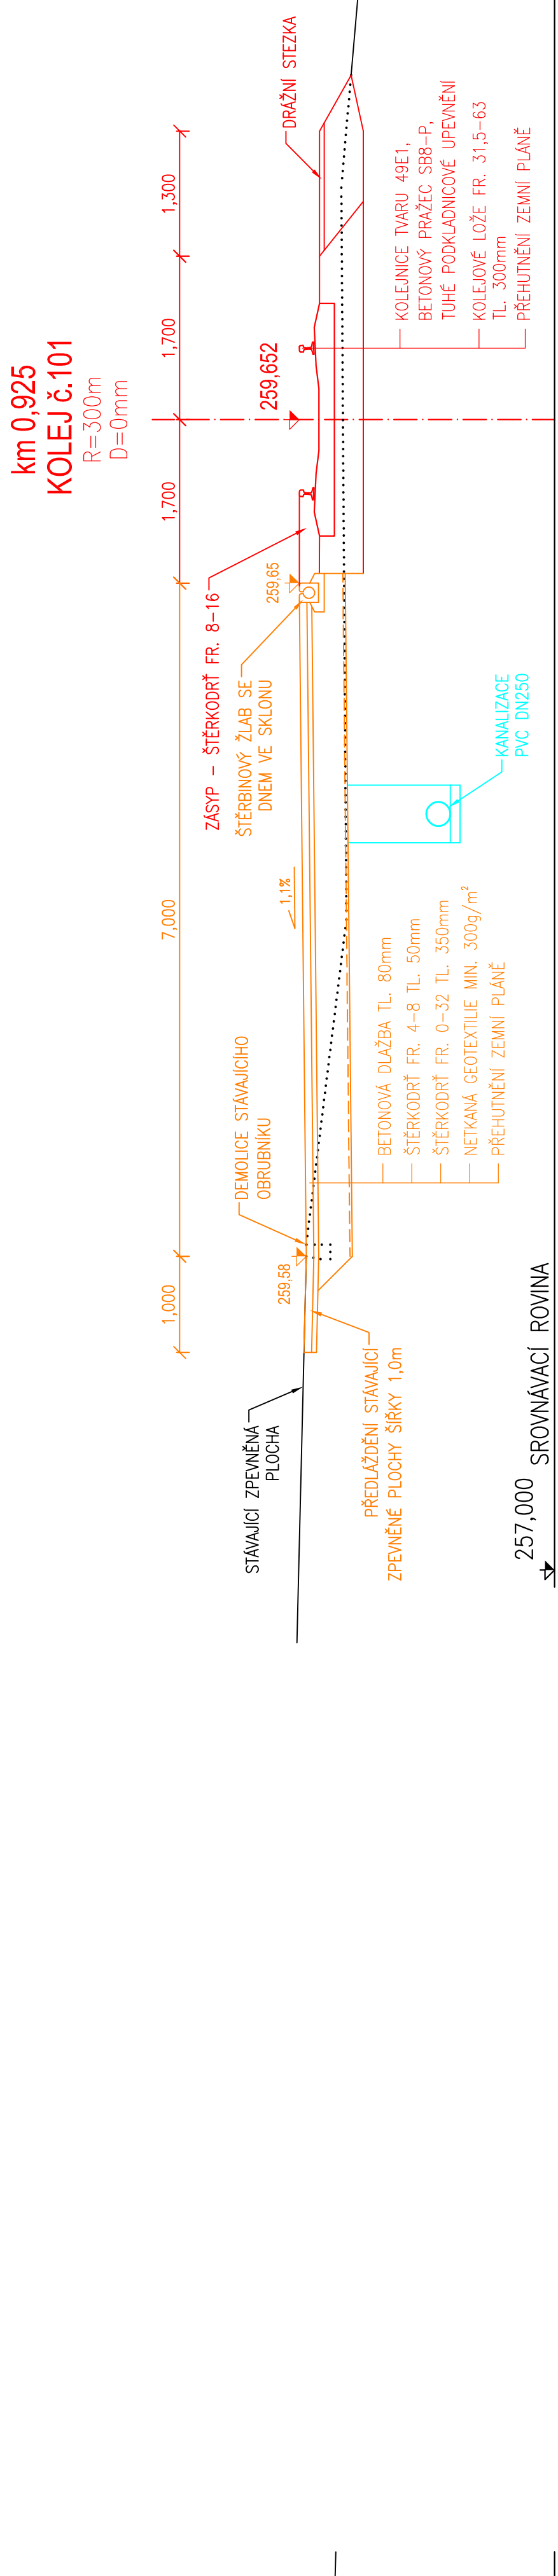 km 0,925
KOLEJ č.101
R=300m
D=0mm
1,000
7,000
1,700
1,700
1,300
ZÁSYP – ŠTĚRKODRŤ FR. 8–16
ŠTĚRBINOVÝ ŽLAB SE
DNEM VE SKLONU
DRÁŽNÍ STEZKA
259,652
259,65
1,1%
DEMOLICE STÁVAJÍCÍHO
OBRUBNÍKU
259,58
STÁVAJÍCÍ ZPEVNĚNÁ
PLOCHA
PŘEDLÁŽDĚNÍ STÁVAJÍCÍ
ZPEVNĚNÉ PLOCHY ŠÍŘKY 1,0m
BETONOVÁ DLAŽBA TL. 80mm
ŠTĚRKODRŤ FR. 4–8 TL. 50mm
ŠTĚRKODRŤ FR. 0–32 TL. 350mm
NETKANÁ GEOTEXTILIE MIN. 300g/m²
PŘEHUTNĚNÍ ZEMNÍ PLÁNĚ
KANALIZACE
PVC DN250
KOLEJNICE TVARU 49E1,
BETONOVÝ PRAŽEC SB8–P,
TUHÉ PODKLADNICOVÉ UPEVNĚNÍ
KOLEJOVÉ LOŽE FR. 31,5–63
TL. 300mm
PŘEHUTNĚNÍ ZEMNÍ PLÁNĚ
257,000 SROVNÁVACÍ ROVINA